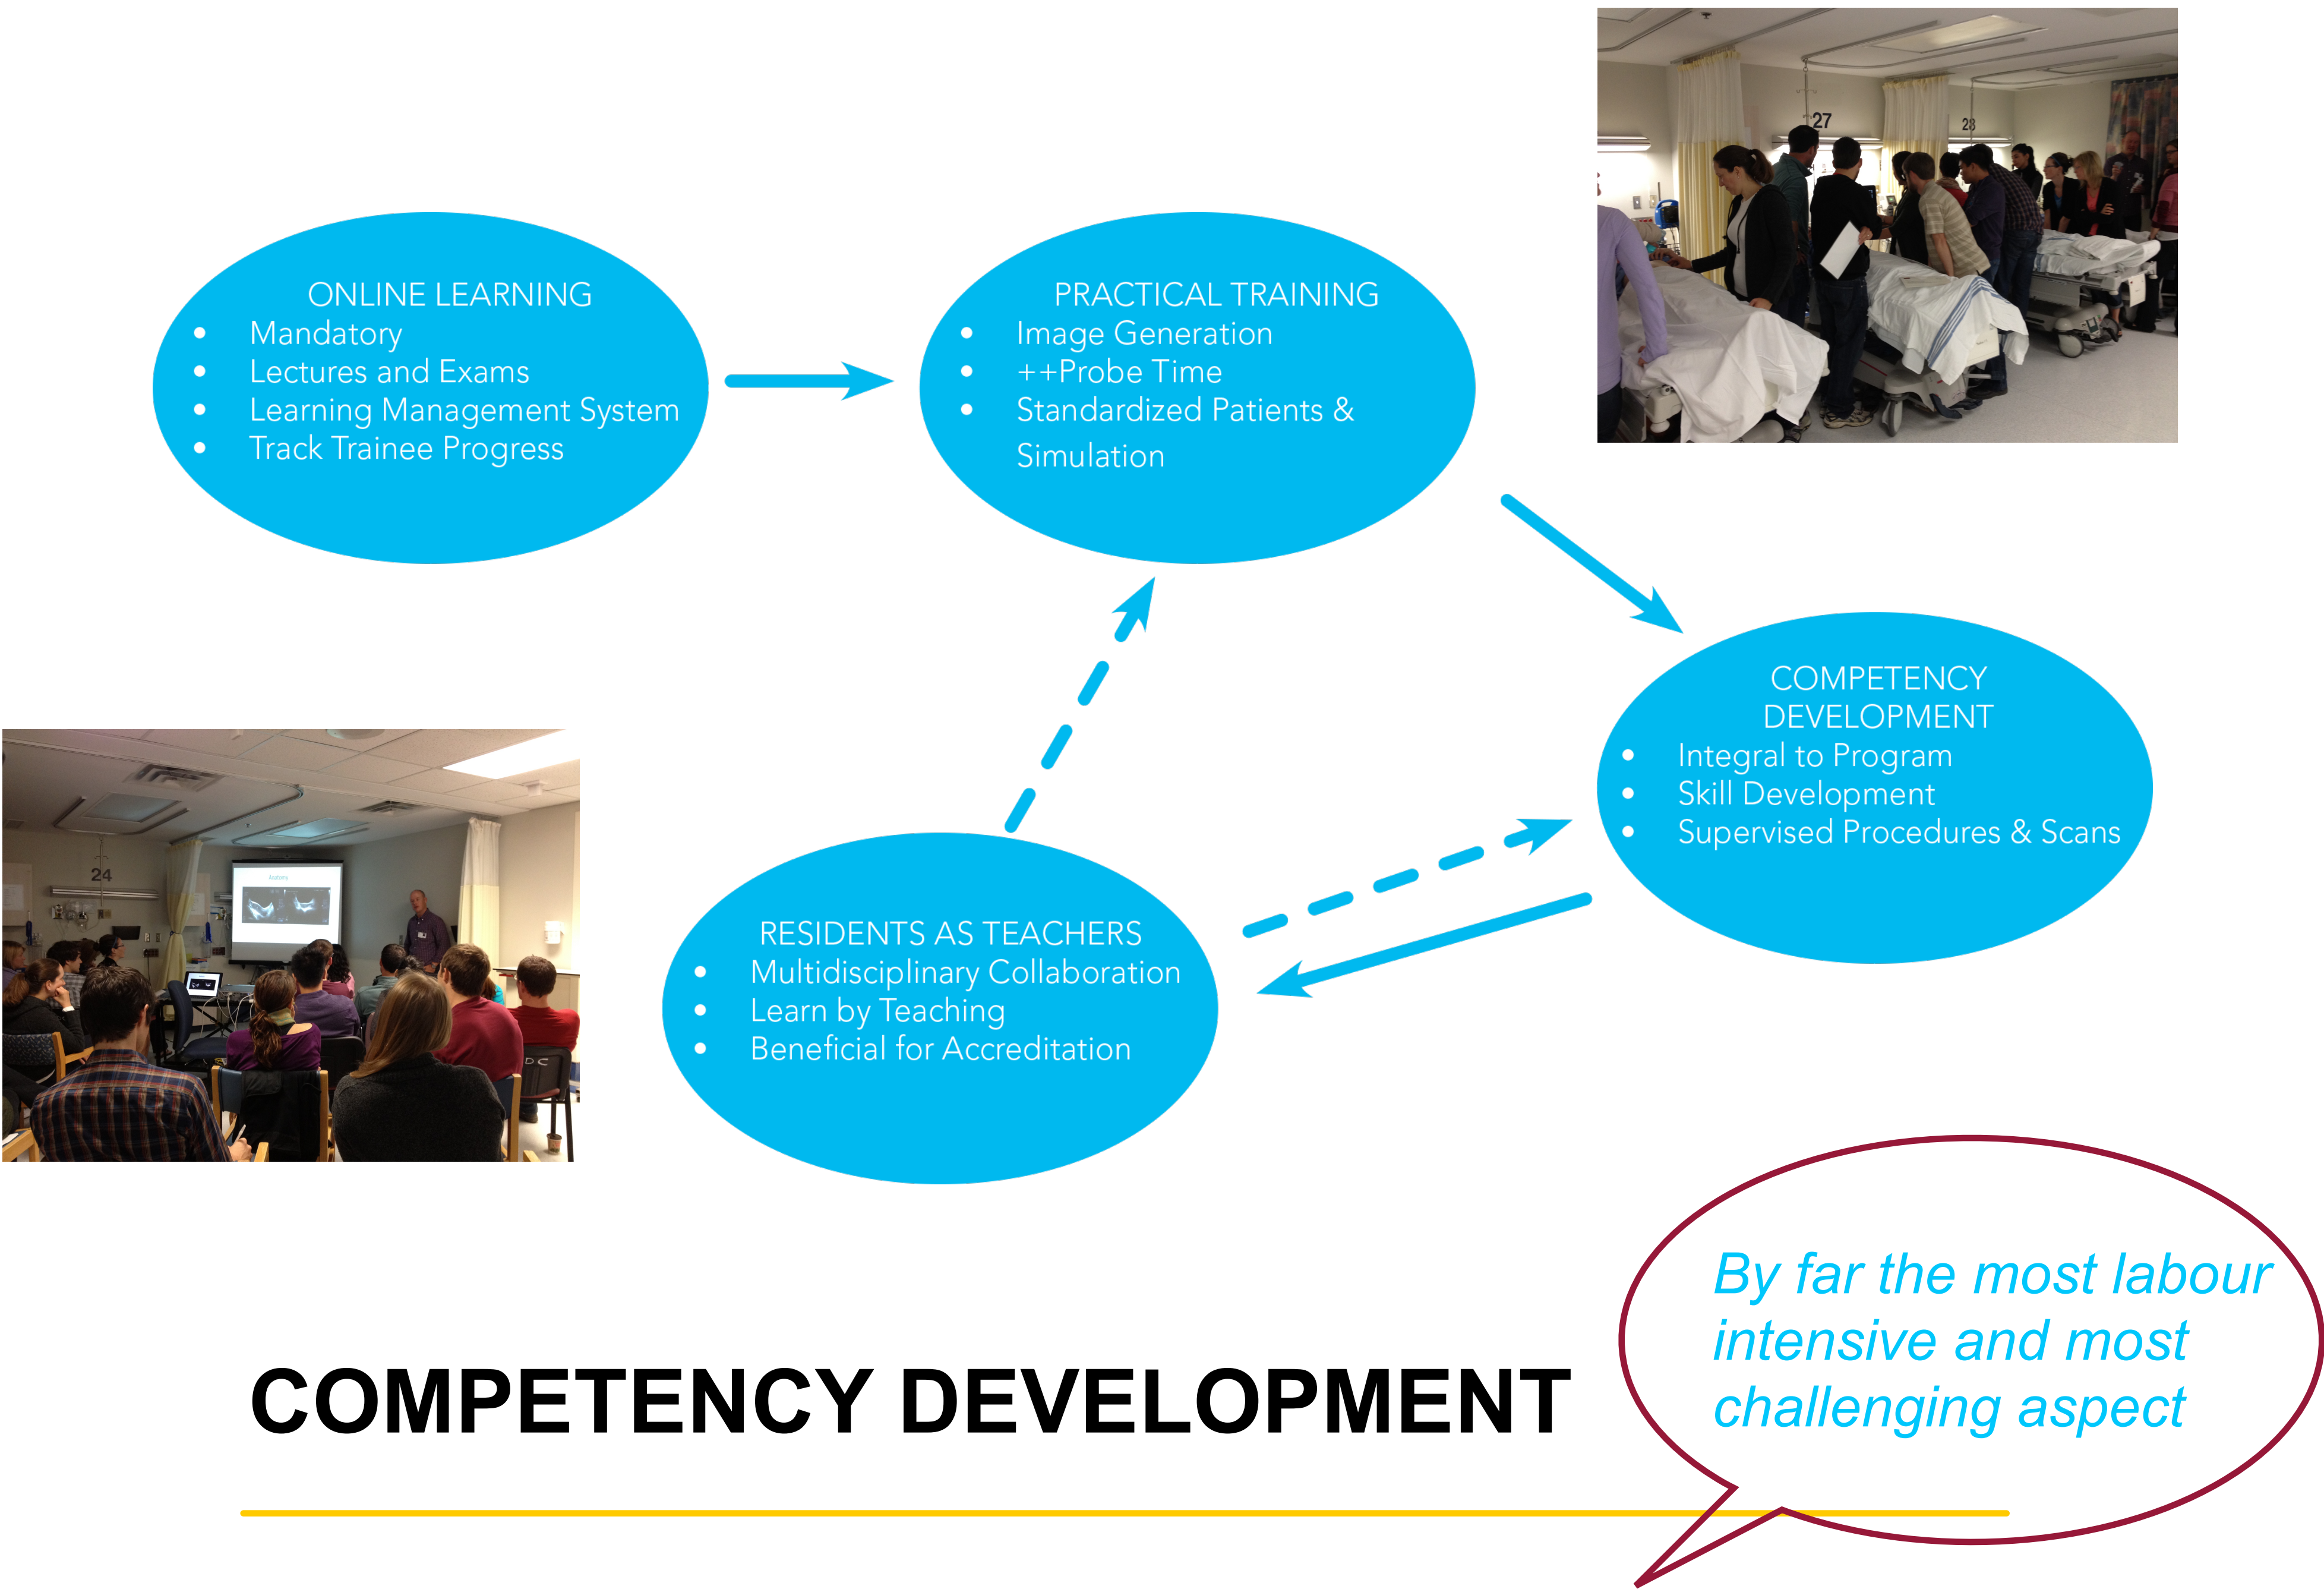 ONLINE LEARNING
• Mandatory
• Lectures and Exams
• Learning Management System
• Track Trainee Progress
PRACTICAL TRAINING
• Image Generation
• ++Probe Time
• Standardized Patients &
Simulation
27
28
COMPETENCY
DEVELOPMENT
• Integral to Program
• Skill Development
• Supervised Procedures & Scans
24
Anatomy
DC
RESIDENTS AS TEACHERS
• Multidisciplinary Collaboration
• Learn by Teaching
• Beneficial for Accreditation
COMPETENCY DEVELOPMENT
By far the most labour
intensive and most
challenging aspect